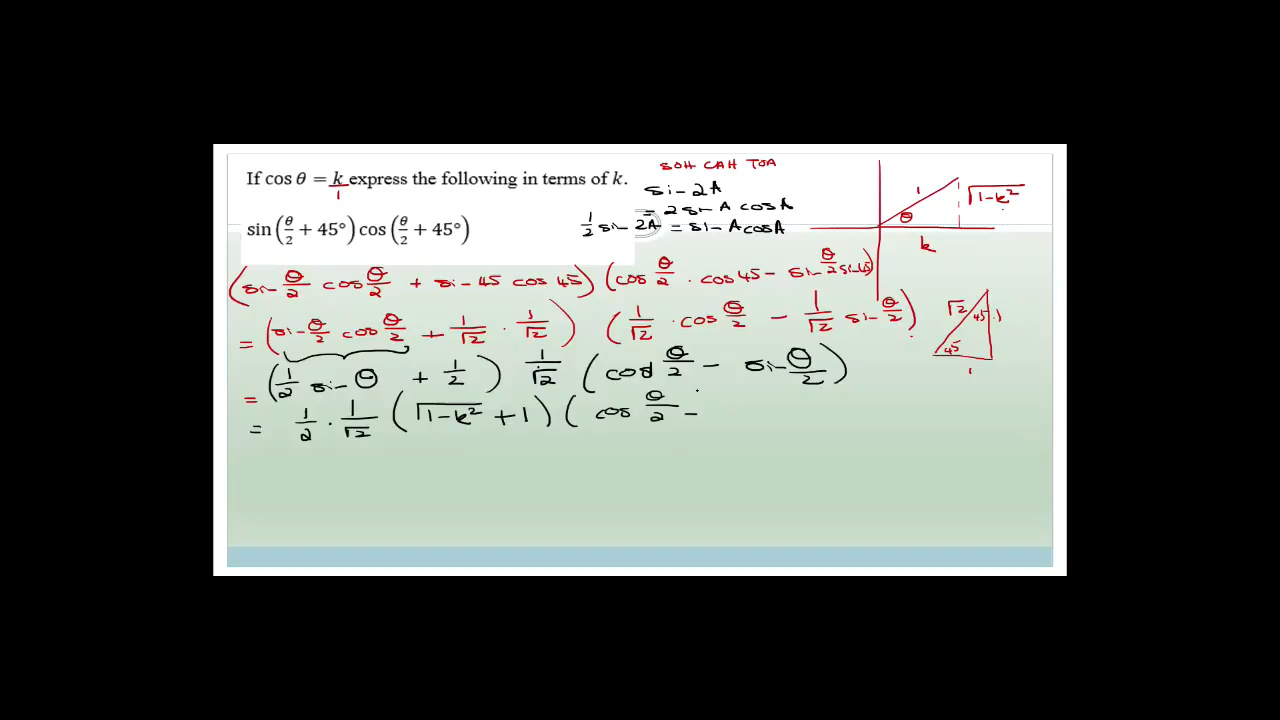 If cos θ = k express the following in terms of k.
1
sin(θ/2 + 45°) cos(θ/2 + 45°)
SOH CAH TOA
sin 2A
= 2 sin A cos A
1/2 sin 2A = sin A cos A
1
θ
√1-k²
k
(sin θ/2 cos θ/2 + sin 45 cos 45) (cos θ/2 . cos 45 - sin θ/2 sin 45)
= (sin θ/2 cos θ/2 + 1/√2 . 1/√2) (1/√2 . cos θ/2 - 1/√2 sin θ/2)
√2
45
1
45
1
= (1/2 sin θ + 1/2) 1/√2 (cos θ/2 - sin θ/2)
= 1/2 . 1/√2 (√1-k² + 1) (cos θ/2 -